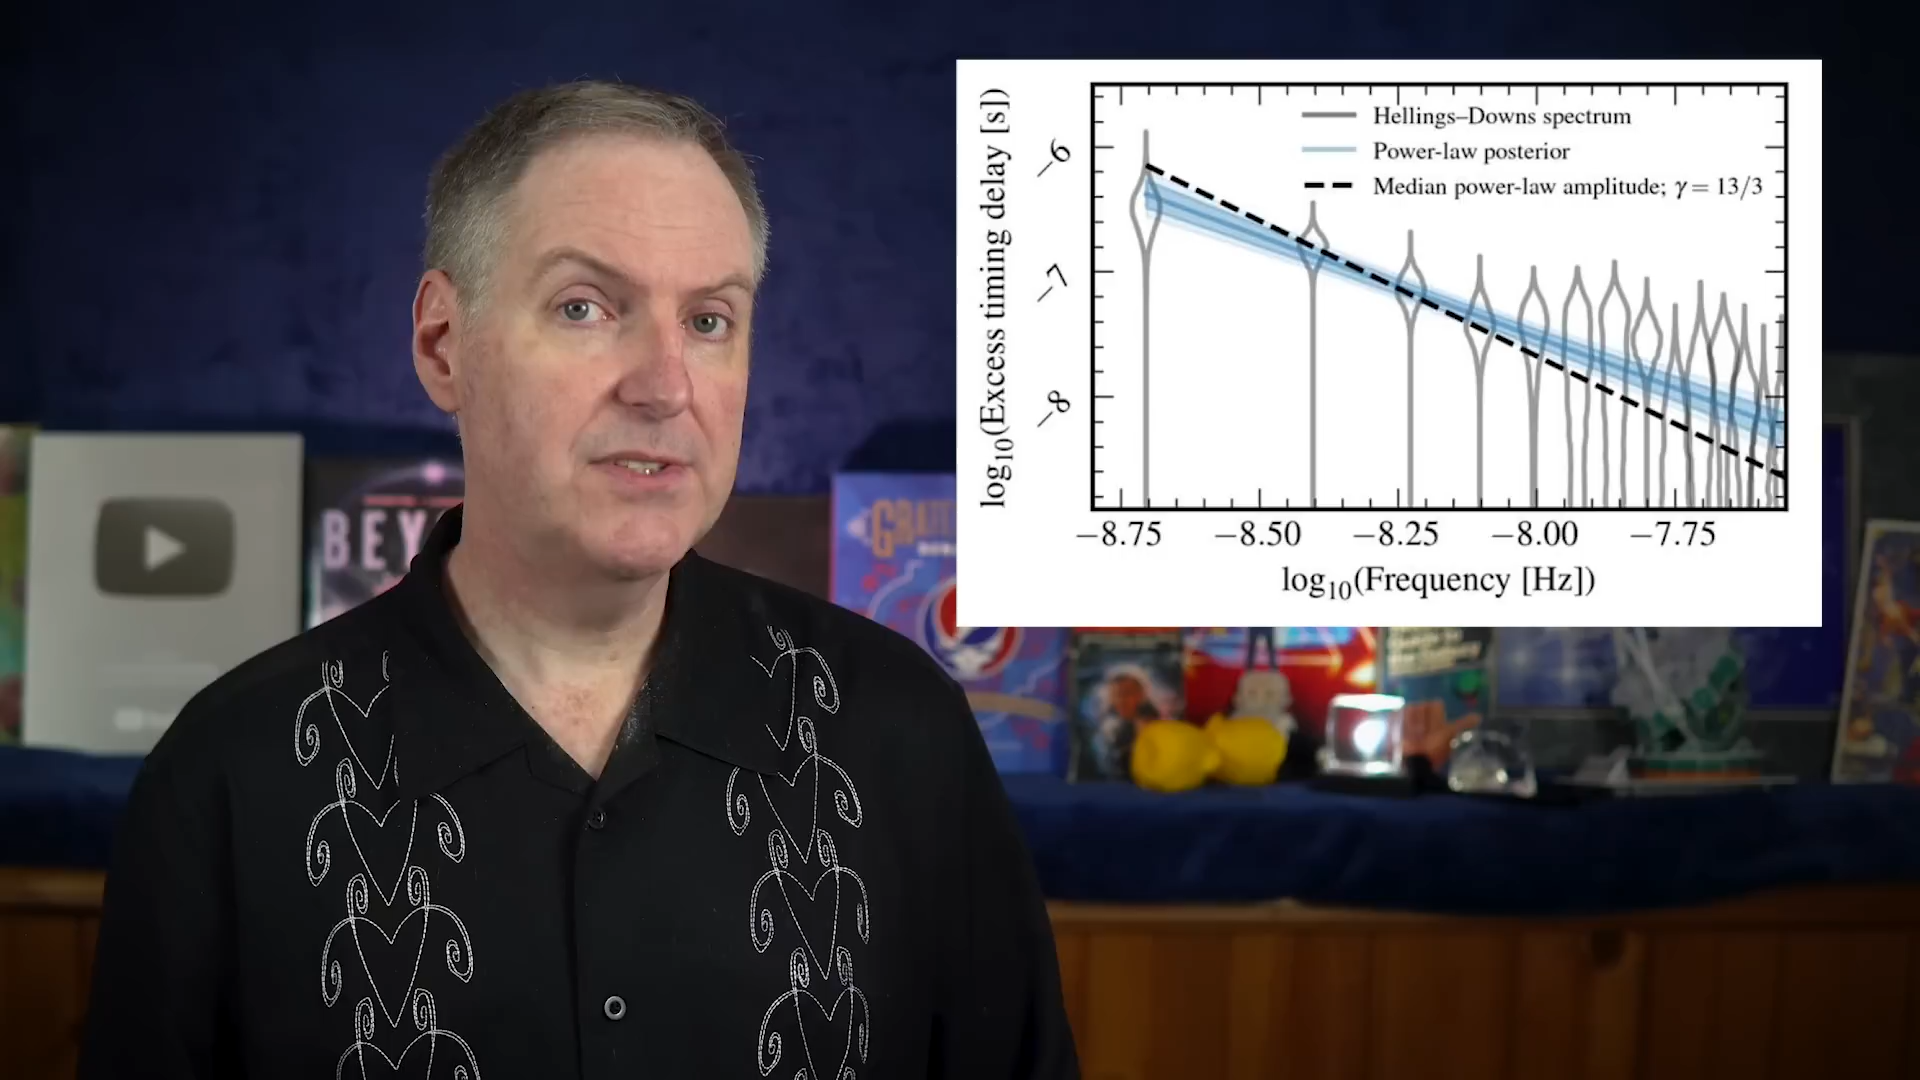 Hellings–Downs spectrum
Power-law posterior
Median power-law amplitude; γ = 13/3
log₁₀(Excess timing delay [s])
−6
−7
−8
−8.75 −8.50 −8.25 −8.00 −7.75
log₁₀(Frequency [Hz])
BEY
GRATE